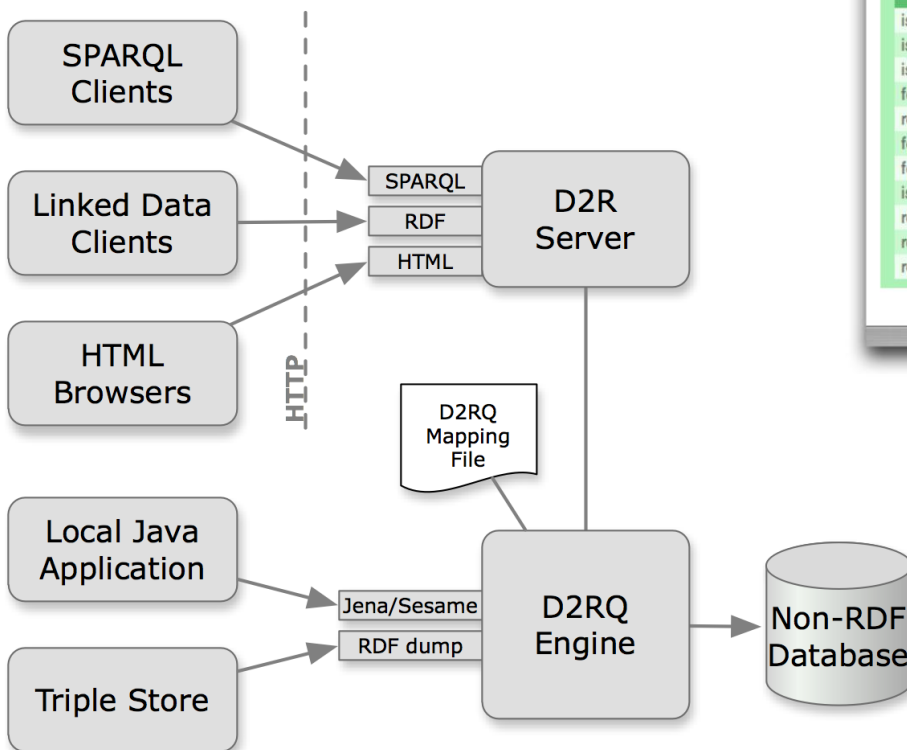 SPARQL
Clients
Linked Data
Clients
HTML
Browsers
HTTP
SPARQL
RDF
HTML
D2R
Server
D2RQ
Mapping
File
Local Java
Application
Triple Store
Jena/Sesame
RDF dump
D2RQ
Engine
Non-RDF
Database